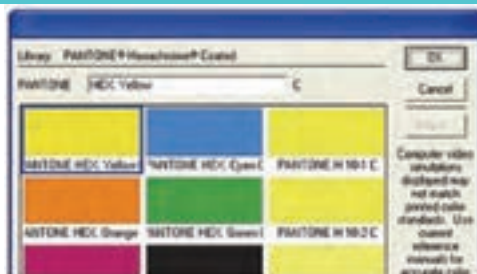 Library PANTONE® Hexachrome® Coated
PANTONE HEX. Yellow C
OK
Cancel
PANTONE HEX. Yellow PANTONE HEX. Cyan C PANTONE H 10-1 C
PANTONE HEX. Orange PANTONE HEX. Green C PANTONE H 10-2 C
Computer video
simulations
displayed may
not match
printed color
standards. Use
current
reference
manuals for
accurate color